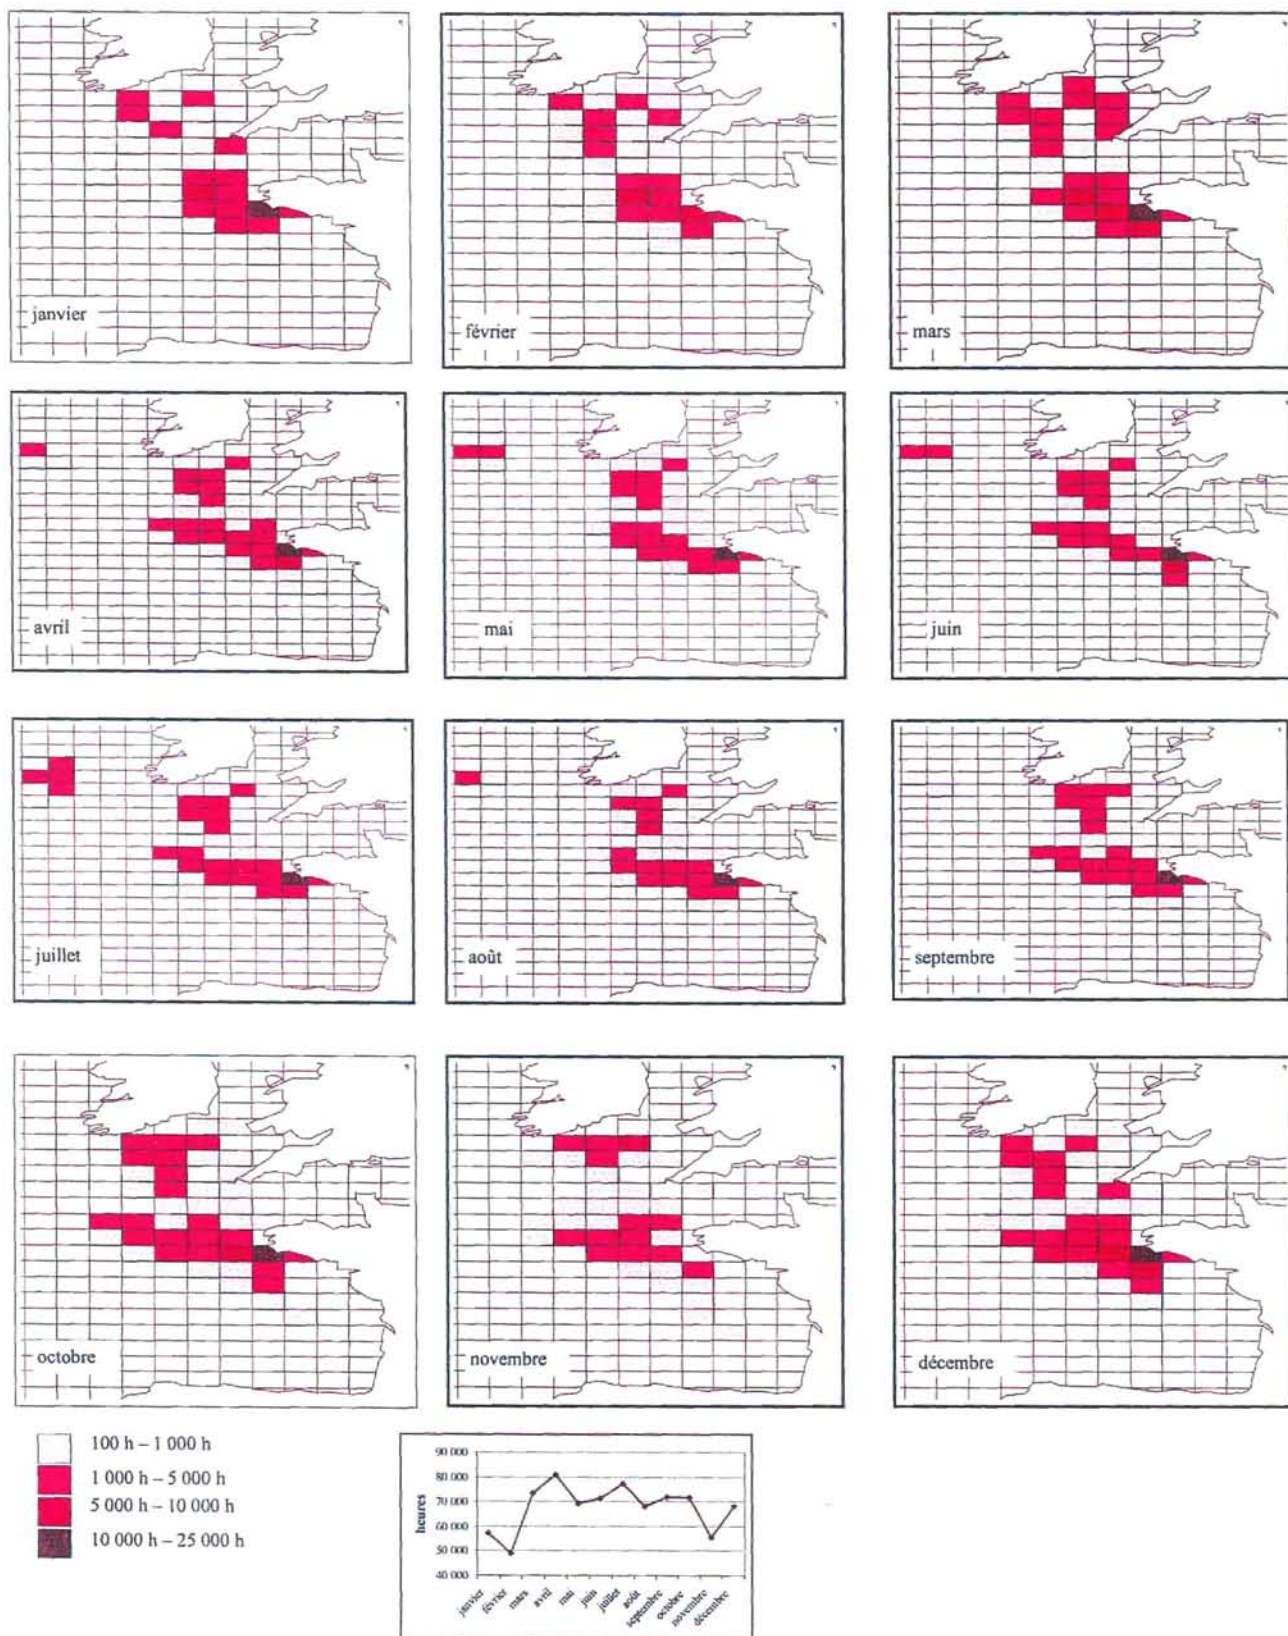 janvier
février
mars
avril
mai
juin
juillet
août
septembre
octobre
novembre
décembre
100 h – 1 000 h
1 000 h – 5 000 h
5 000 h – 10 000 h
10 000 h – 25 000 h
heures
90 000
80 000
70 000
60 000
50 000
40 000
janvier
février
mars
avril
mai
juin
juillet
août
septembre
octobre
novembre
décembre